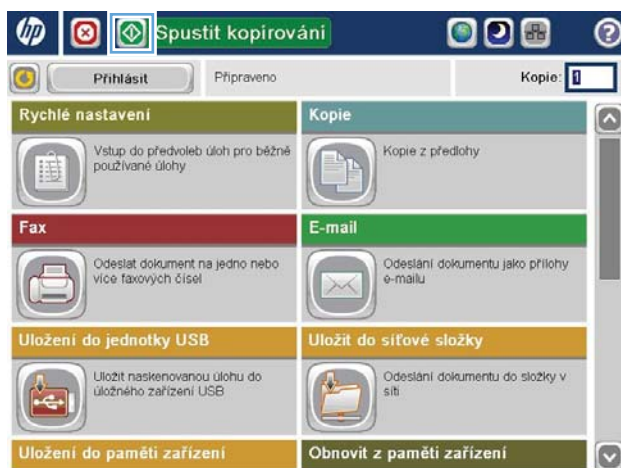 hp
Spustit kopírování
?
Přihlásit
Připraveno
Kopie: 1
Rychlé nastavení
Vstup do předvoleb úloh pro běžně
používané úlohy
Kopie
Kopie z předlohy
Fax
Odeslat dokument na jedno nebo
více faxových čísel
E-mail
Odeslání dokumentu jako přílohy
e-mailu
Uložení do jednotky USB
Uložit naskenovanou úlohu do
úložného zařízení USB
Uložit do síťové složky
Odeslání dokumentu do složky v
síti
Uložení do paměti zařízení
Obnovit z paměti zařízení